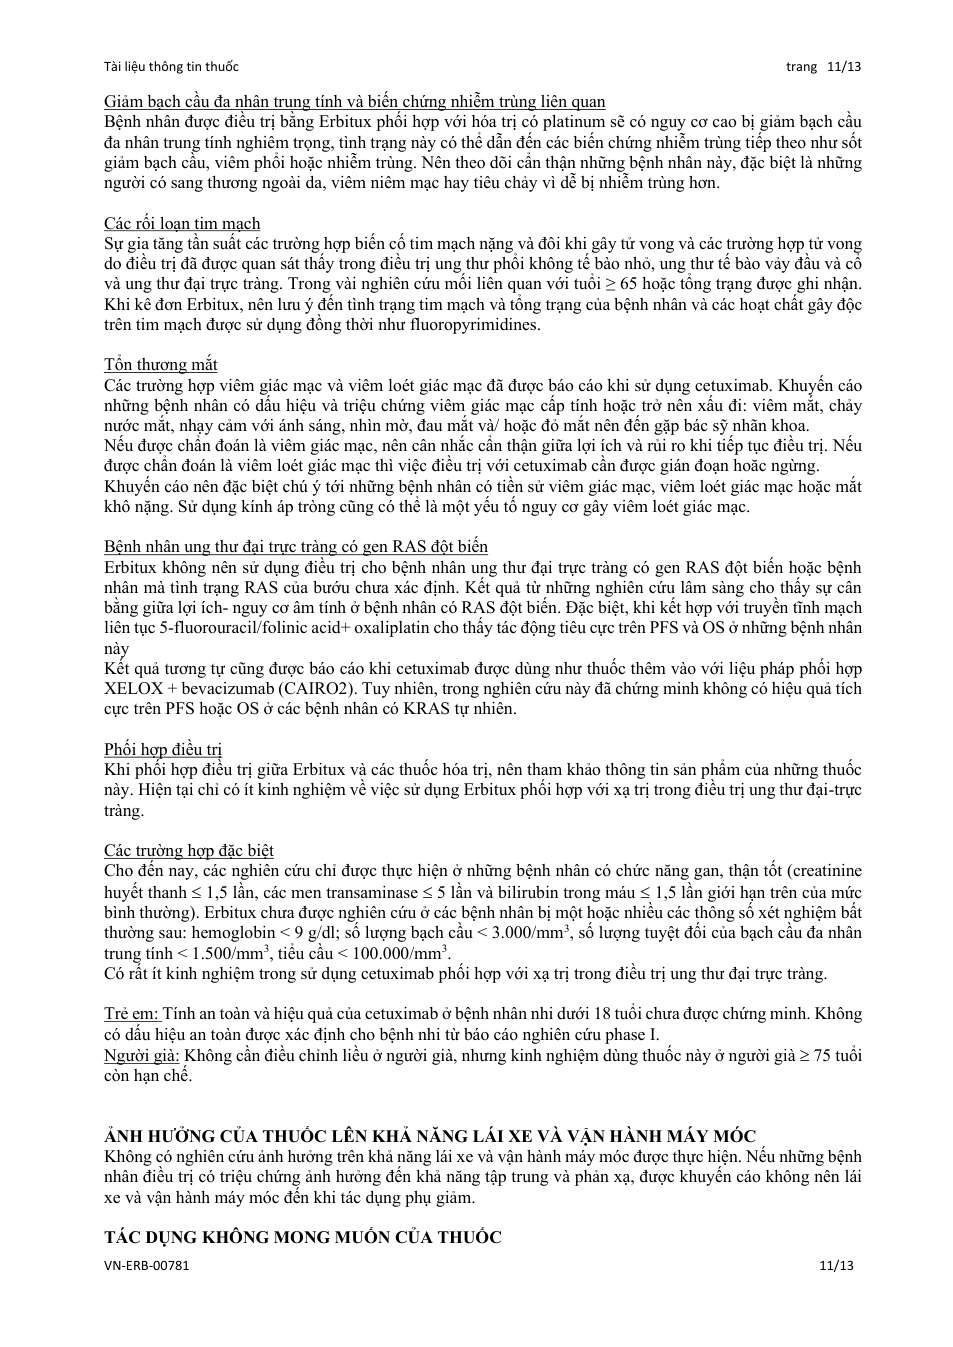 Tài liệu thông tin thuốc trang 11/13
Giảm bạch cầu đa nhân trung tính và biến chứng nhiễm trùng liên quan
Bệnh nhân được điều trị bằng Erbitux phối hợp với hóa trị có platinum sẽ có nguy cơ cao bị giảm bạch cầu
đa nhân trung tính nghiêm trọng, tình trạng này có thể dẫn đến các biến chứng nhiễm trùng tiếp theo như sốt
giảm bạch cầu, viêm phổi hoặc nhiễm trùng. Nên theo dõi cẩn thận những bệnh nhân này, đặc biệt là những
người có sang thương ngoài da, viêm niêm mạc hay tiêu chảy vì dễ bị nhiễm trùng hơn.
Các rối loạn tim mạch
Sự gia tăng tần suất các trường hợp biến cố tim mạch nặng và đôi khi gây tử vong và các trường hợp tử vong
do điều trị đã được quan sát thấy trong điều trị ung thư phổi không tế bào nhỏ, ung thư tế bào vảy đầu và cổ
và ung thư đại trực tràng. Trong vài nghiên cứu mối liên quan với tuổi ≥ 65 hoặc tổng trạng được ghi nhận.
Khi kê đơn Erbitux, nên lưu ý đến tình trạng tim mạch và tổng trạng của bệnh nhân và các hoạt chất gây độc
trên tim mạch được sử dụng đồng thời như fluoropyrimidines.
Tổn thương mắt
Các trường hợp viêm giác mạc và viêm loét giác mạc đã được báo cáo khi sử dụng cetuximab. Khuyến cáo
những bệnh nhân có dấu hiệu và triệu chứng viêm giác mạc cấp tính hoặc trở nên xấu đi: viêm mắt, chảy
nước mắt, nhạy cảm với ánh sáng, nhìn mờ, đau mắt và/ hoặc đỏ mắt nên đến gặp bác sỹ nhãn khoa.
Nếu được chẩn đoán là viêm giác mạc, nên cân nhắc cẩn thận giữa lợi ích và rủi ro khi tiếp tục điều trị. Nếu
được chẩn đoán là viêm loét giác mạc thì việc điều trị với cetuximab cần được gián đoạn hoăc ngừng.
Khuyến cáo nên đặc biệt chú ý tới những bệnh nhân có tiền sử viêm giác mạc, viêm loét giác mạc hoặc mắt
khô nặng. Sử dụng kính áp tròng cũng có thể là một yếu tố nguy cơ gây viêm loét giác mạc.
Bệnh nhân ung thư đại trực tràng có gen RAS đột biến
Erbitux không nên sử dụng điều trị cho bệnh nhân ung thư đại trực tràng có gen RAS đột biến hoặc bệnh
nhân mà tình trạng RAS của bướu chưa xác định. Kết quả từ những nghiên cứu lâm sàng cho thấy sự cân
bằng giữa lợi ích- nguy cơ âm tính ở bệnh nhân có RAS đột biến. Đặc biệt, khi kết hợp với truyền tĩnh mạch
liên tục 5-fluorouracil/folinic acid+ oxaliplatin cho thấy tác động tiêu cực trên PFS và OS ở những bệnh nhân
này
Kết quả tương tự cũng được báo cáo khi cetuximab được dùng như thuốc thêm vào với liệu pháp phối hợp
XELOX + bevacizumab (CAIRO2). Tuy nhiên, trong nghiên cứu này đã chứng minh không có hiệu quả tích
cực trên PFS hoặc OS ở các bệnh nhân có KRAS tự nhiên.
Phối hợp điều trị
Khi phối hợp điều trị giữa Erbitux và các thuốc hóa trị, nên tham khảo thông tin sản phẩm của những thuốc
này. Hiện tại chỉ có ít kinh nghiệm về việc sử dụng Erbitux phối hợp với xạ trị trong điều trị ung thư đại-trực
tràng.
Các trường hợp đặc biệt
Cho đến nay, các nghiên cứu chỉ được thực hiện ở những bệnh nhân có chức năng gan, thận tốt (creatinine
huyết thanh ≤ 1,5 lần, các men transaminase ≤ 5 lần và bilirubin trong máu ≤ 1,5 lần giới hạn trên của mức
bình thường). Erbitux chưa được nghiên cứu ở các bệnh nhân bị một hoặc nhiều các thông số xét nghiệm bất
thường sau: hemoglobin < 9 g/dl; số lượng bạch cầu < 3.000/mm³, số lượng tuyệt đối của bạch cầu đa nhân
trung tính < 1.500/mm³, tiểu cầu < 100.000/mm³.
Có rất ít kinh nghiệm trong sử dụng cetuximab phối hợp với xạ trị trong điều trị ung thư đại trực tràng.
Trẻ em: Tính an toàn và hiệu quả của cetuximab ở bệnh nhân nhi dưới 18 tuổi chưa được chứng minh. Không
có dấu hiệu an toàn được xác định cho bệnh nhi từ báo cáo nghiên cứu phase I.
Người già: Không cần điều chỉnh liều ở người già, nhưng kinh nghiệm dùng thuốc này ở người già ≥ 75 tuổi
còn hạn chế.
ẢNH HƯỞNG CỦA THUỐC LÊN KHẢ NĂNG LÁI XE VÀ VẬN HÀNH MÁY MÓC
Không có nghiên cứu ảnh hưởng trên khả năng lái xe và vận hành máy móc được thực hiện. Nếu những bệnh
nhân điều trị có triệu chứng ảnh hưởng đến khả năng tập trung và phản xạ, được khuyến cáo không nên lái
xe và vận hành máy móc đến khi tác dụng phụ giảm.
TÁC DỤNG KHÔNG MONG MUỐN CỦA THUỐC
VN-ERB-00781 11/13